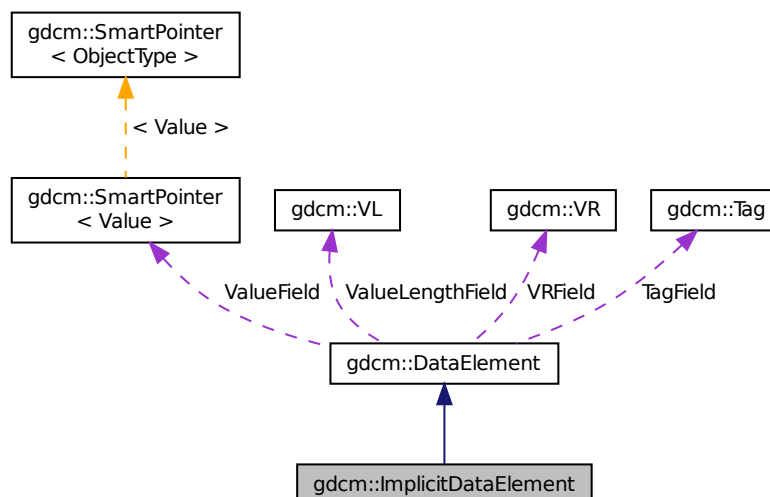 gdcm::SmartPointer
< ObjectType >
< Value >
gdcm::SmartPointer
< Value >
gdcm::VL
gdcm::VR
gdcm::Tag
ValueField
ValueLengthField
VRField
TagField
gdcm::DataElement
gdcm::ImplicitDataElement